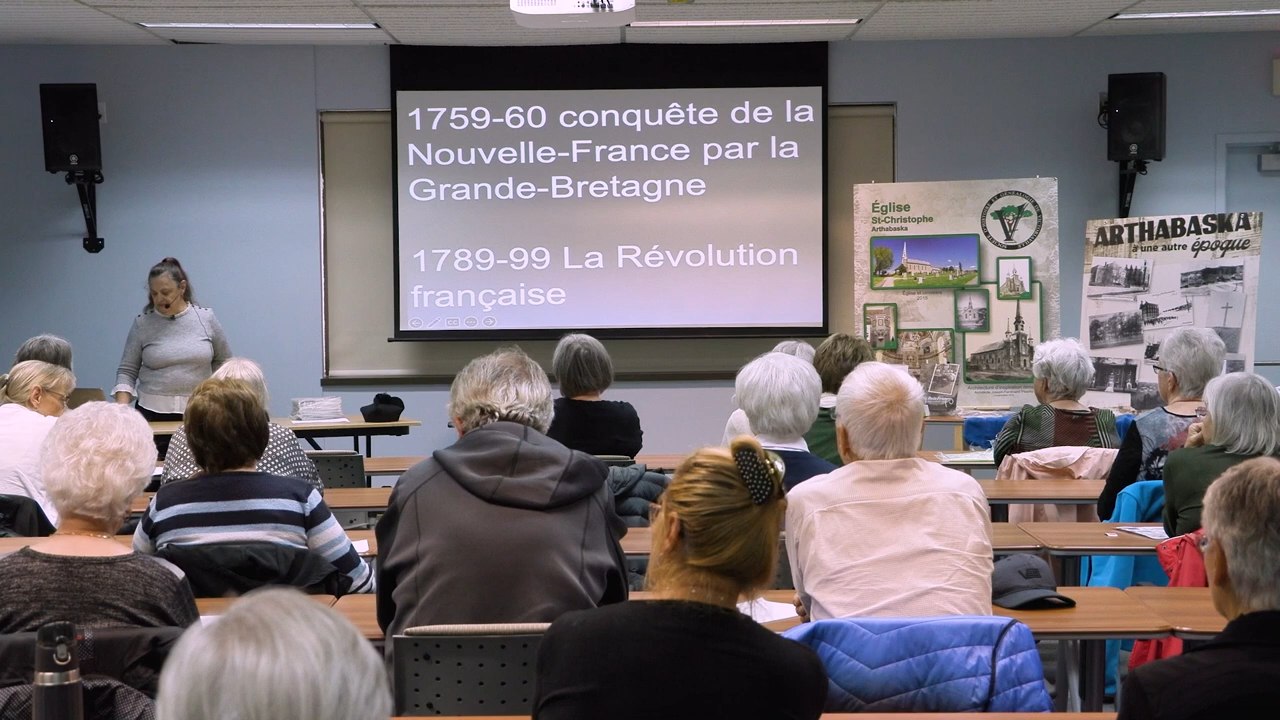 1759-60 conquête de la
Nouvelle-France par la
Grande-Bretagne
1789-99 La Révolution
française
Église
St-Christophe
Arthabaska
ARTHABASKA
à une autre époque